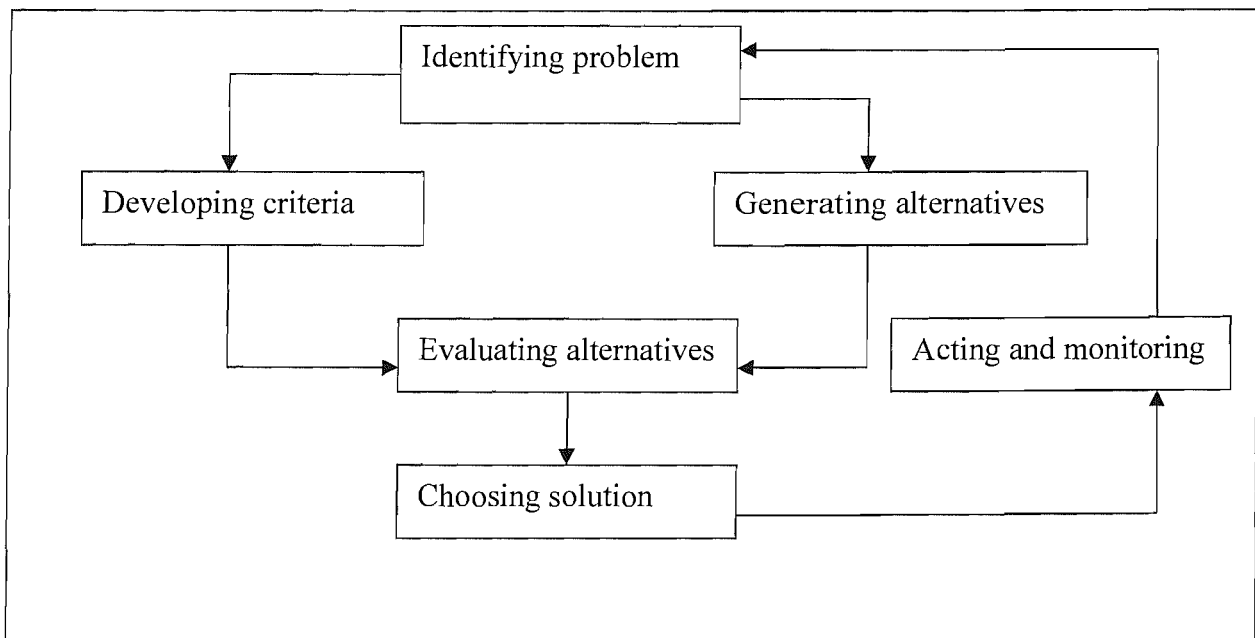 Identifying problem
Developing criteria
Generating alternatives
Evaluating alternatives
Acting and monitoring
Choosing solution